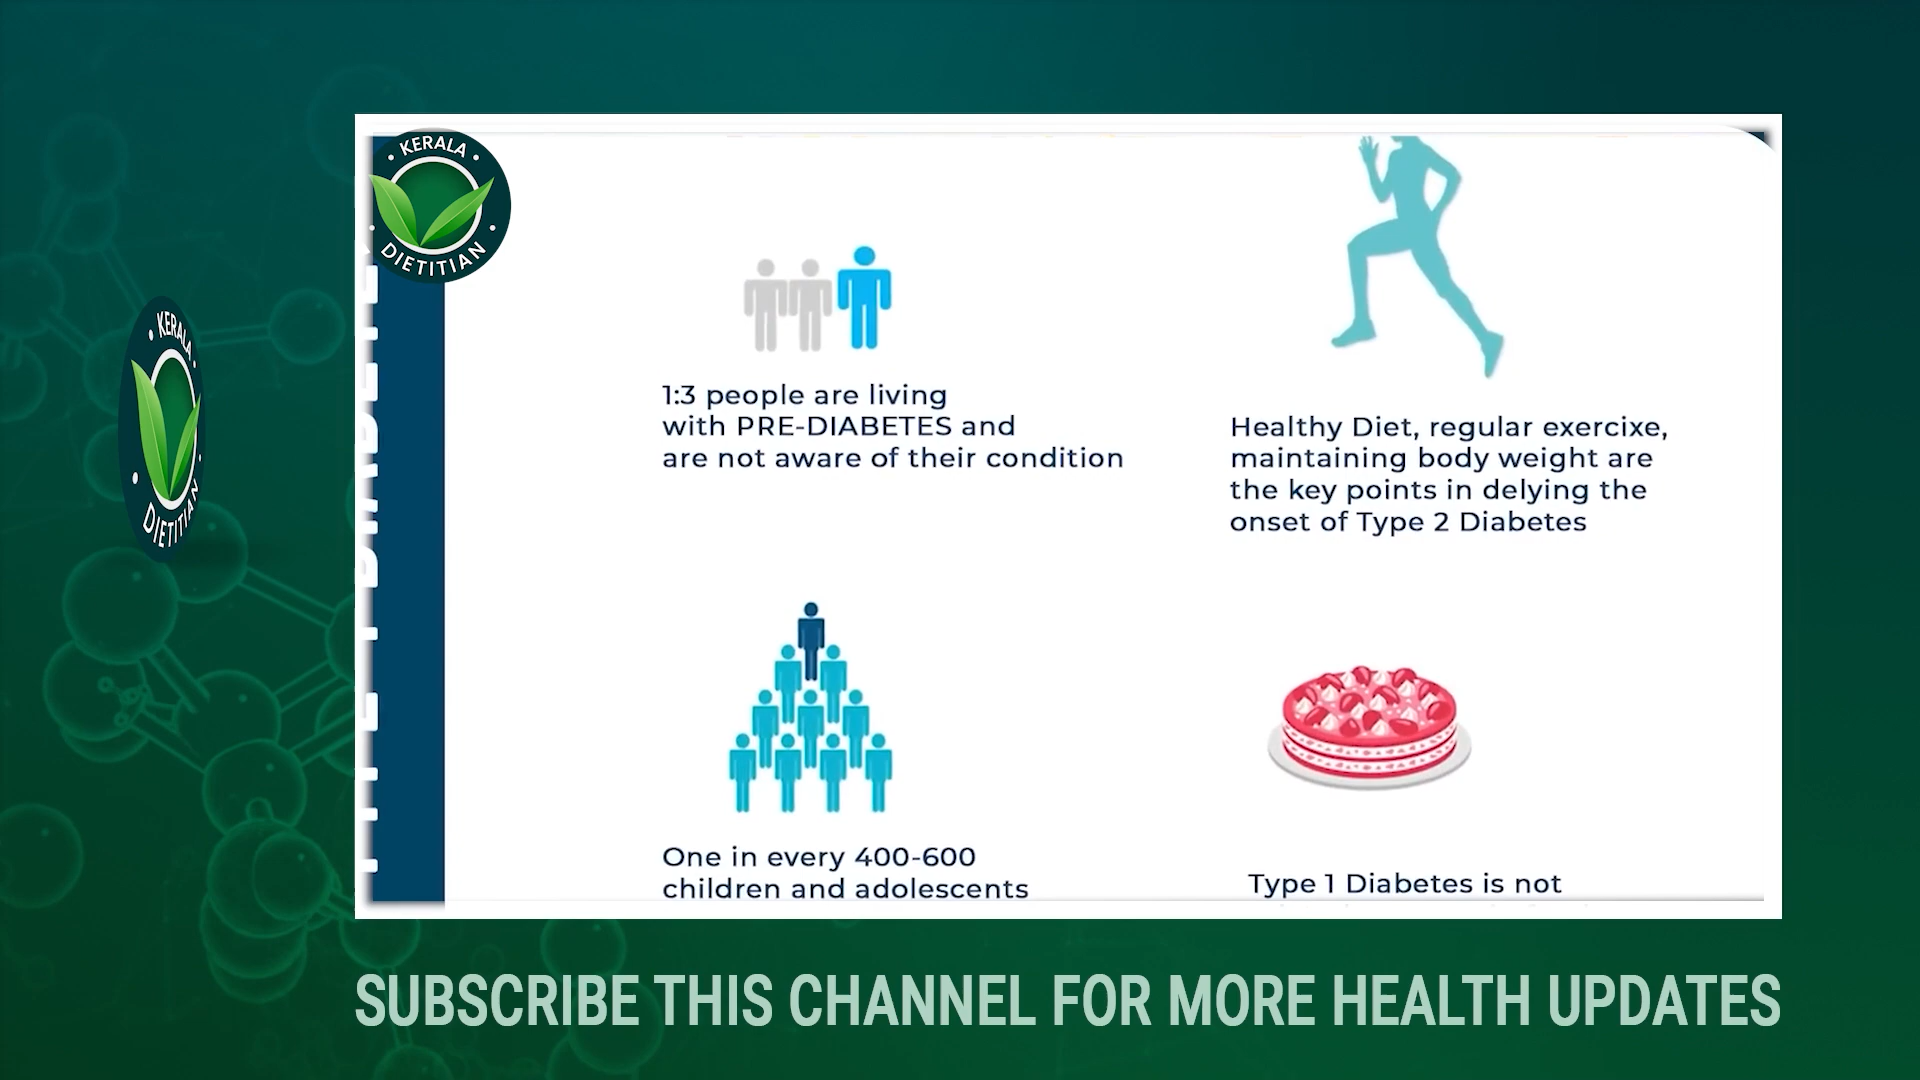 KERALA
DIETITIAN
KERALA
DIETITIAN
1:3 people are living
with PRE-DIABETES and
are not aware of their condition
Healthy Diet, regular exercixe,
maintaining body weight are
the key points in delying the
onset of Type 2 Diabetes
One in every 400-600
children and adolescents
Type 1 Diabetes is not
SUBSCRIBE THIS CHANNEL FOR MORE HEALTH UPDATES